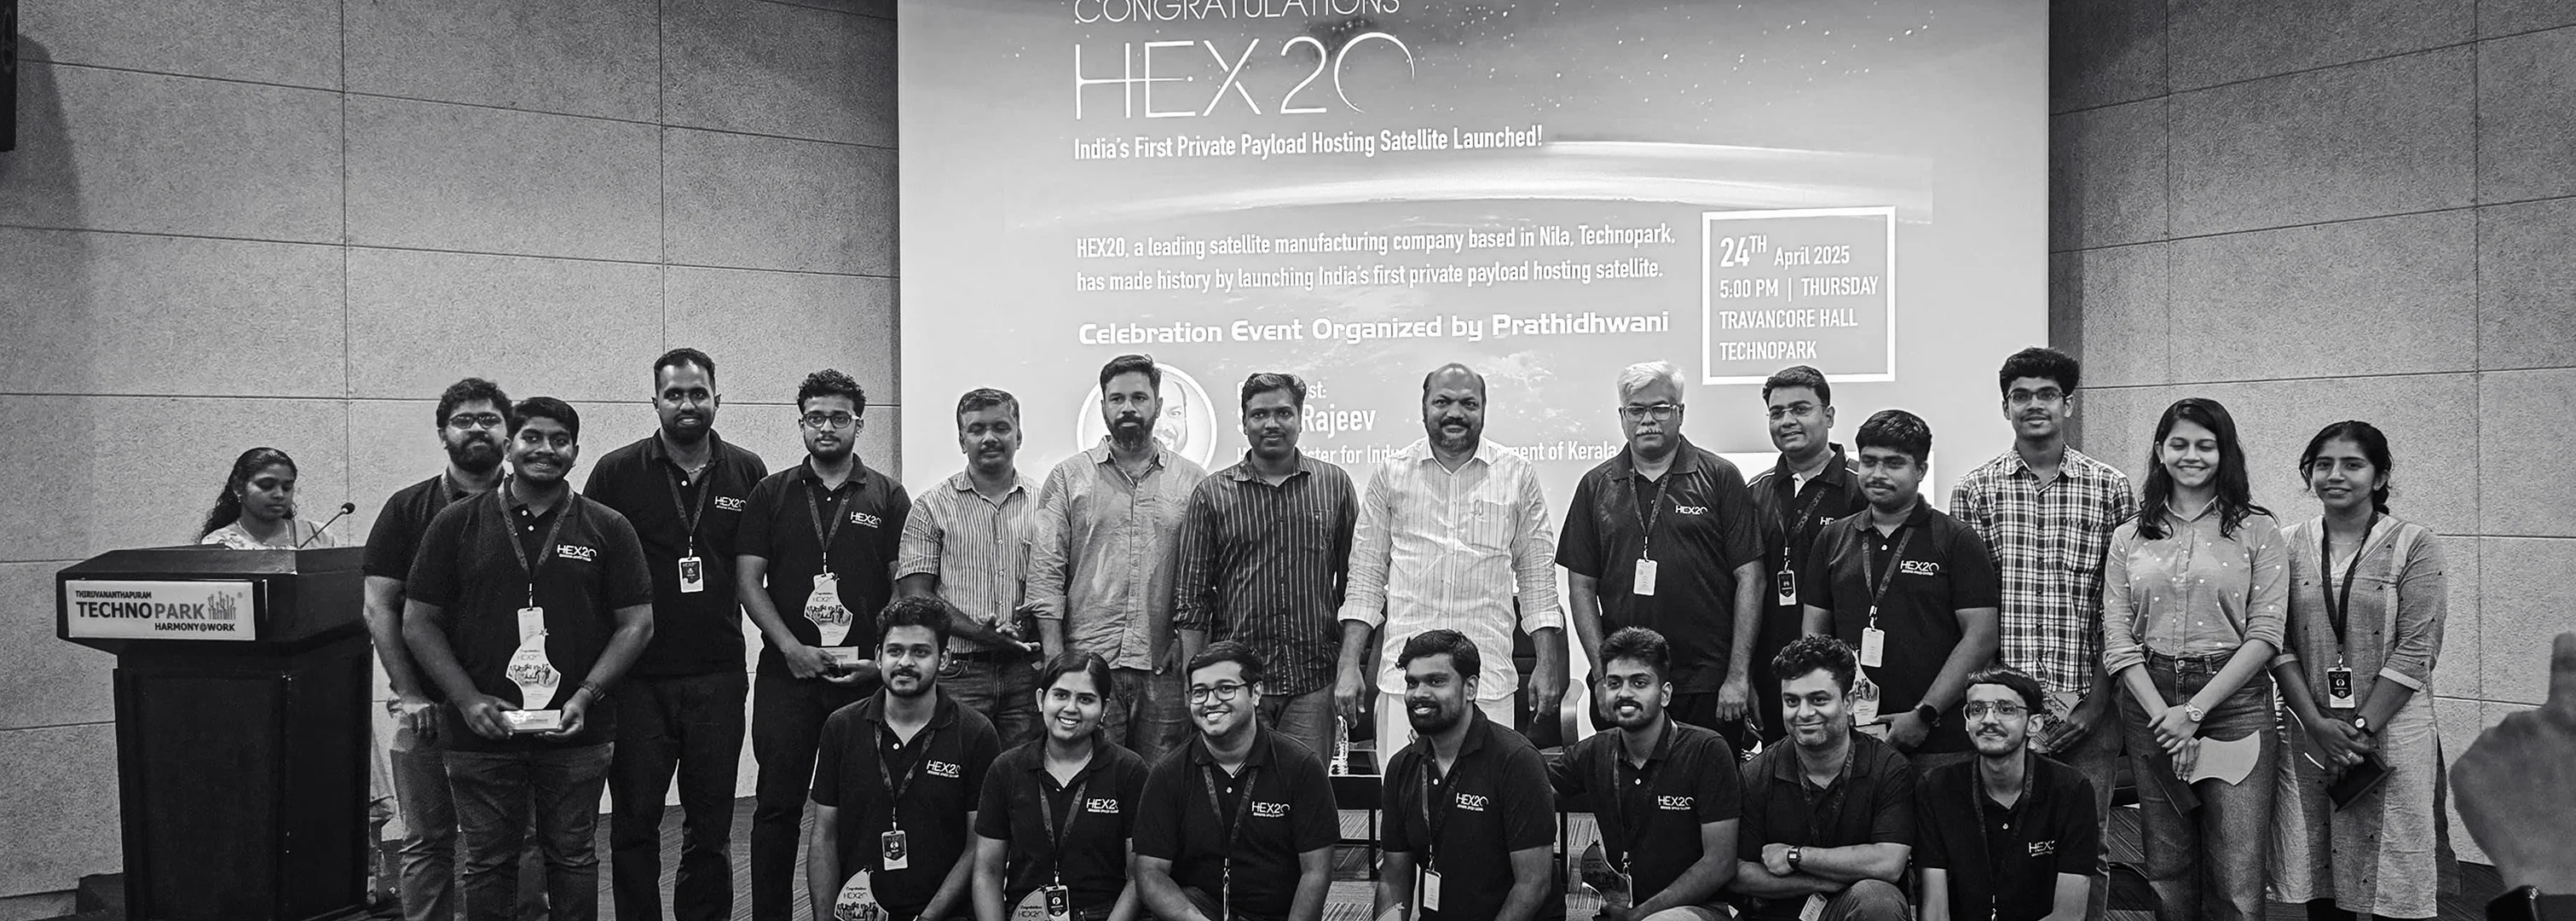 CONGRATULATIONS
HEX20
India's First Private Payload Hosting Satellite Launched!
HEX20, a leading satellite manufacturing company based in Nila, Technopark,
has made history by launching India's first private payload hosting satellite.
Celebration Event Organized by Prathidhwani
24TH April 2025
5:00 PM | THURSDAY
TRAVANCORE HALL
TECHNOPARK
Rajeev
for
of Kerala
THIRUVANANTHAPURAM
TECHNOPARK
HARMONY@WORK
HEX20
HEX20
HEX20
HEX20
HEX20
HEX20
HEX20
HEX20
HEX20
HEX20